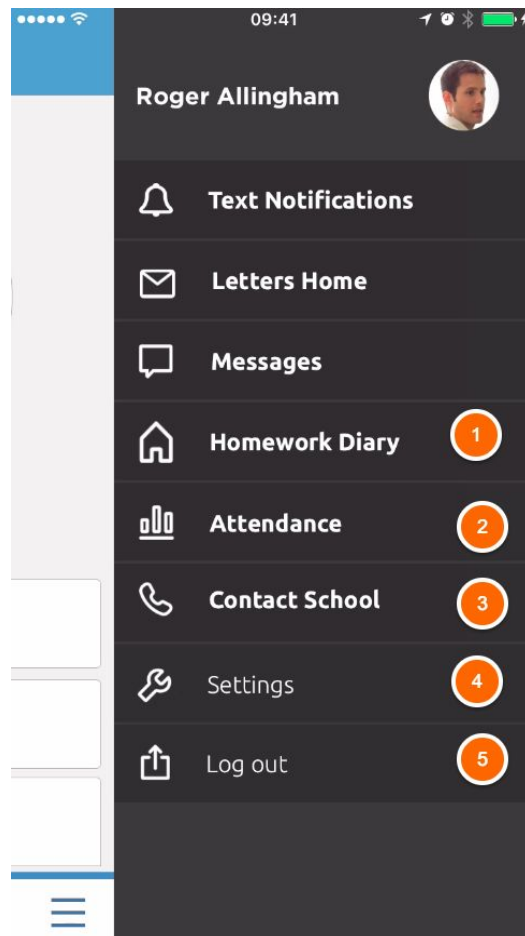 09:41
Roger Allingham
Text Notifications
Letters Home
Messages
Homework Diary 1
Attendance 2
Contact School 3
Settings 4
Log out 5